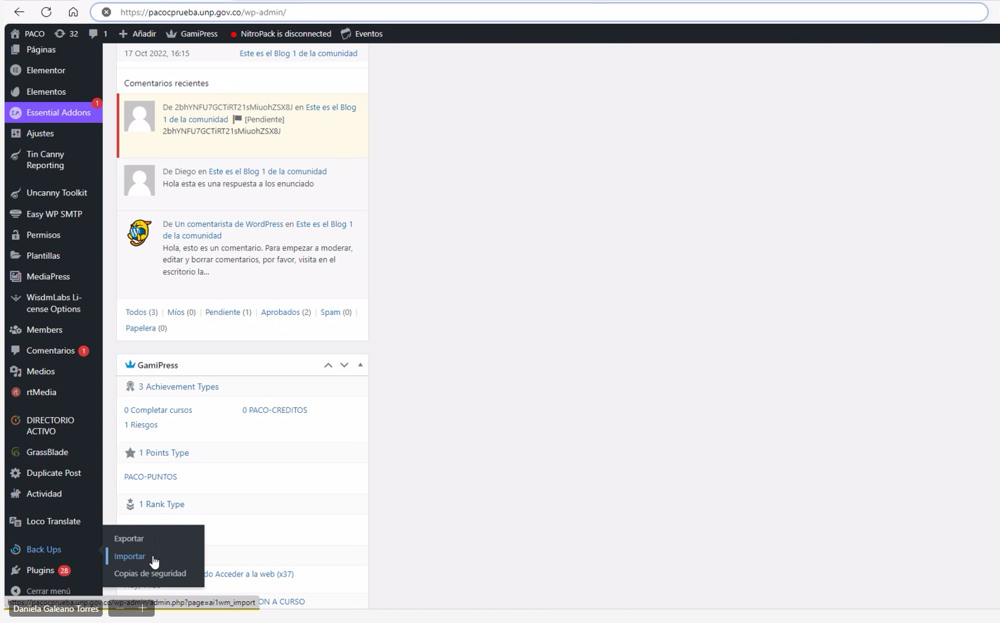 https://pacocprueba.unp.gov.co/wp-admin/
PACO 32 1 Añadir GamiPress NitroPack is disconnected Eventos
Páginas
Elementor
Elementos
1
Essential Addons
Ajustes
Tin Canny
Reporting
Uncanny Toolkit
Easy WP SMTP
Permisos
Plantillas
MediaPress
WisdmLabs Li-
cense Options
Members
Comentarios 1
Medios
rtMedia
DIRECTORIO
ACTIVO
GrassBlade
Duplicate Post
Actividad
Loco Translate
Back Ups
Plugins 28
Cerrar menú
17 Oct 2022, 16:15 Este es el Blog 1 de la comunidad
Comentarios recientes
De 2bhYNFU7GCTiRT21sMiuohZSX8J en Este es el Blog
1 de la comunidad [Pendiente]
2bhYNFU7GCTiRT21sMiuohZSX8J
De Diego en Este es el Blog 1 de la comunidad
Hola esta es una respuesta a los enunciado
De Un comentarista de WordPress en Este es el Blog 1
de la comunidad
Hola, esto es un comentario. Para empezar a moderar,
editar y borrar comentarios, por favor, visita en el
escritorio la...
Todos (3) | Míos (0) | Pendiente (1) | Aprobados (2) | Spam (0) |
Papelera (0)
GamiPress
3 Achievement Types
0 Completar cursos 0 PACO-CREDITOS
1 Riesgos
1 Points Type
PACO-PUNTOS
1 Rank Type
Exportar
Importar
Copias de seguridad
do Acceder a la web (x37)
ON A CURSO
https://pacocprueba.unp.gov.co/wp-admin/admin.php?page=ai1wm_import
Daniela Galeano Torres